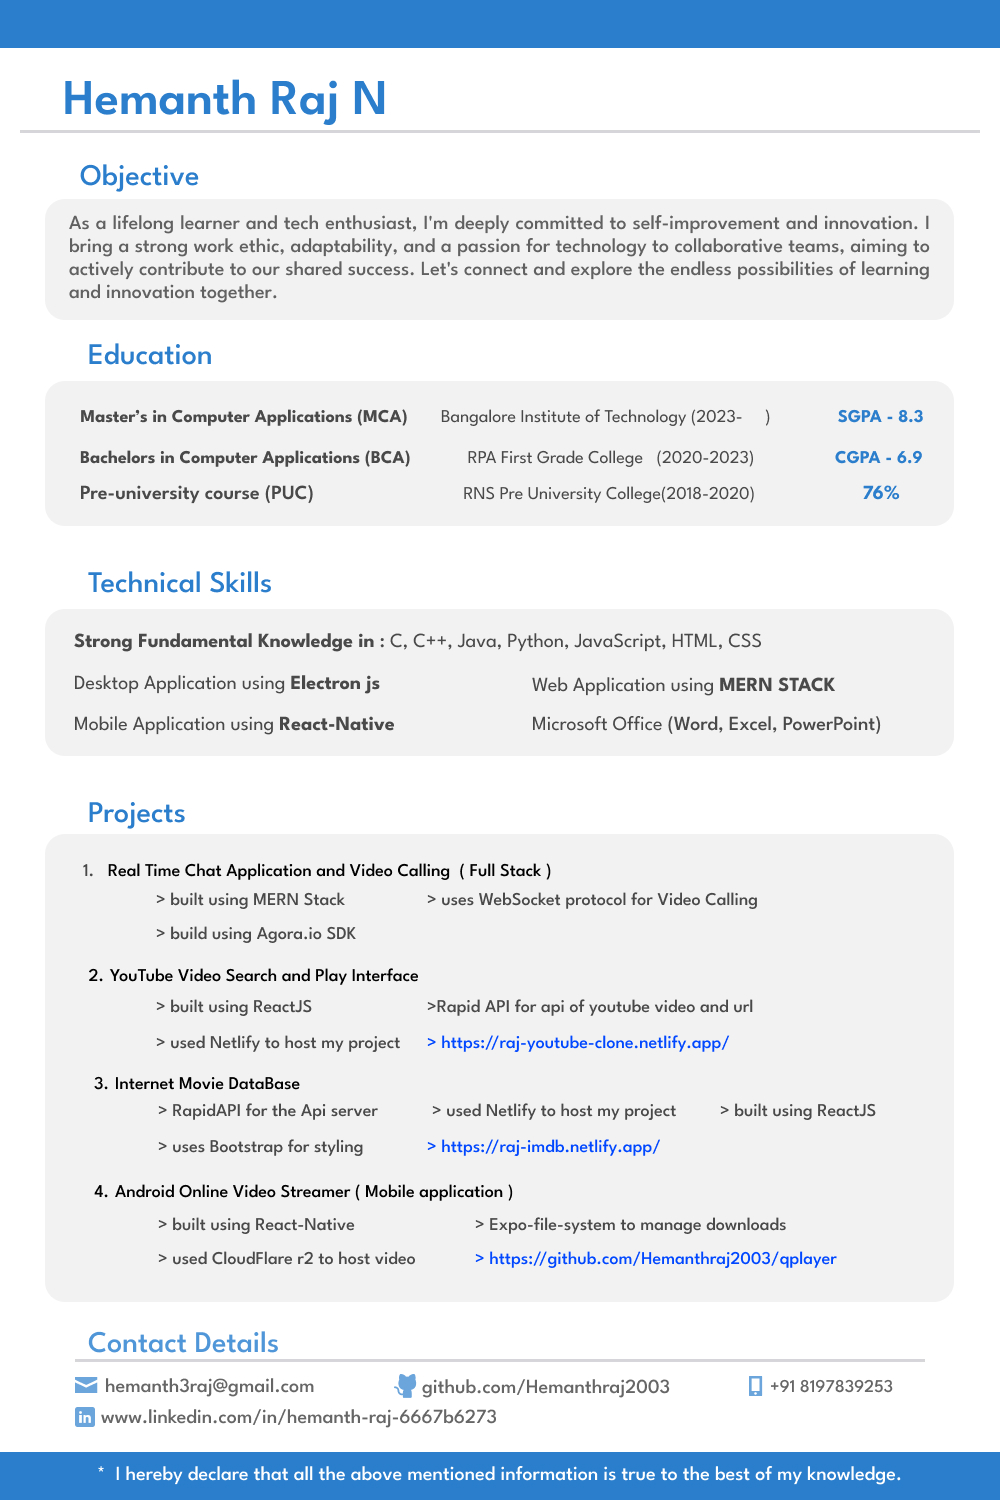 Hemanth Raj N
Objective
As a lifelong learner and tech enthusiast, I'm deeply committed to self-improvement and innovation. I
bring a strong work ethic, adaptability, and a passion for technology to collaborative teams, aiming to
actively contribute to our shared success. Let's connect and explore the endless possibilities of learning
and innovation together.
Education
Master's in Computer Applications (MCA) Bangalore Institute of Technology (2023- ) SGPA - 8.3
Bachelors in Computer Applications (BCA) RPA First Grade College (2020-2023) CGPA - 6.9
Pre-university course (PUC) RNS Pre University College(2018-2020) 76%
Technical Skills
Strong Fundamental Knowledge in : C, C++, Java, Python, JavaScript, HTML, CSS
Desktop Application using Electron js Web Application using MERN STACK
Mobile Application using React-Native Microsoft Office (Word, Excel, PowerPoint)
Projects
1. Real Time Chat Application and Video Calling ( Full Stack )
> built using MERN Stack > uses WebSocket protocol for Video Calling
> build using Agora.io SDK
2. YouTube Video Search and Play Interface
> built using ReactJS >Rapid API for api of youtube video and url
> used Netlify to host my project > https://raj-youtube-clone.netlify.app/
3. Internet Movie DataBase
> RapidAPI for the Api server > used Netlify to host my project > built using ReactJS
> uses Bootstrap for styling > https://raj-imdb.netlify.app/
4. Android Online Video Streamer ( Mobile application )
> built using React-Native > Expo-file-system to manage downloads
> used CloudFlare r2 to host video > https://github.com/Hemanthraj2003/qplayer
Contact Details
hemanth3raj@gmail.com github.com/Hemanthraj2003 +91 8197839253
in www.linkedin.com/in/hemanth-raj-6667b6273
* I hereby declare that all the above mentioned information is true to the best of my knowledge.